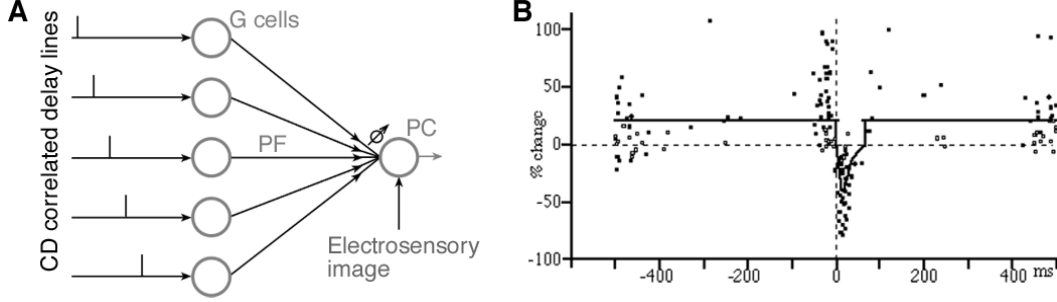 A
CD correlated delay lines
G cells
PF
PC
Electrosensory
image
B
% change
100
50
0
-50
-100
-400
-200
0
200
400
ms